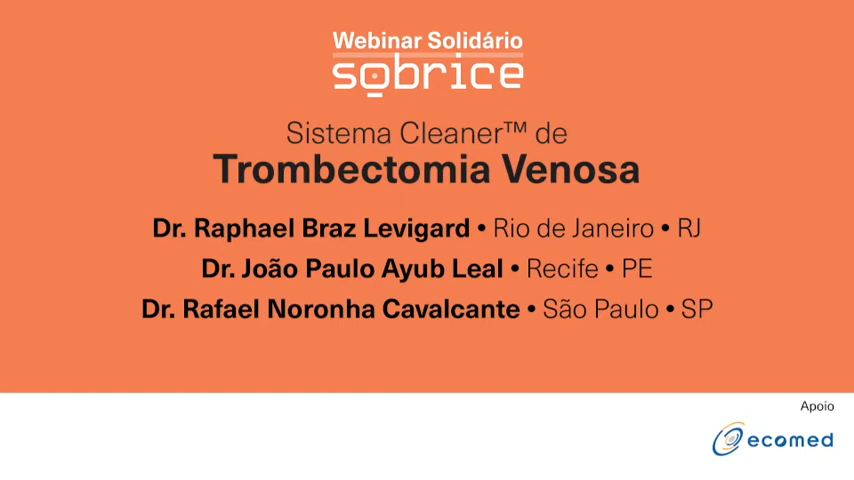 Webinar Solidário
sobrice
Sistema Cleaner™ de
Trombectomia Venosa
Dr. Raphael Braz Levigard • Rio de Janeiro • RJ
Dr. João Paulo Ayub Leal • Recife • PE
Dr. Rafael Noronha Cavalcante • São Paulo • SP
Apoio
ecomed